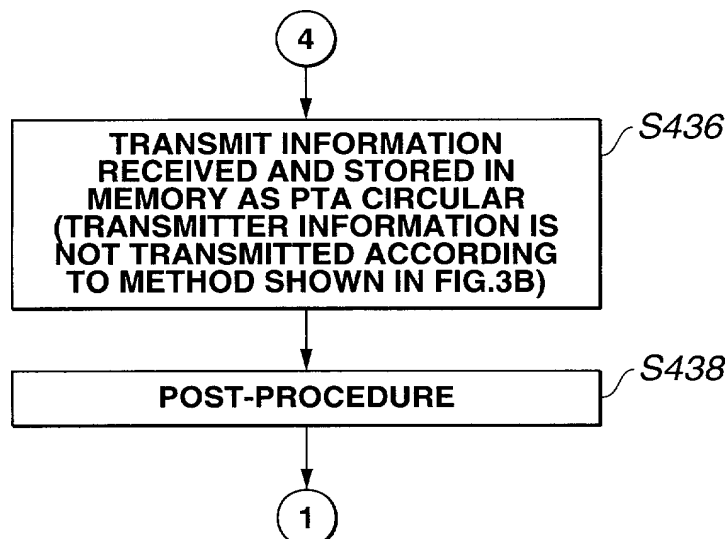 4
TRANSMIT INFORMATION
RECEIVED AND STORED IN
MEMORY AS PTA CIRCULAR
(TRANSMITTER INFORMATION IS
NOT TRANSMITTED ACCORDING
TO METHOD SHOWN IN FIG.3B)
S436
POST-PROCEDURE
S438
1